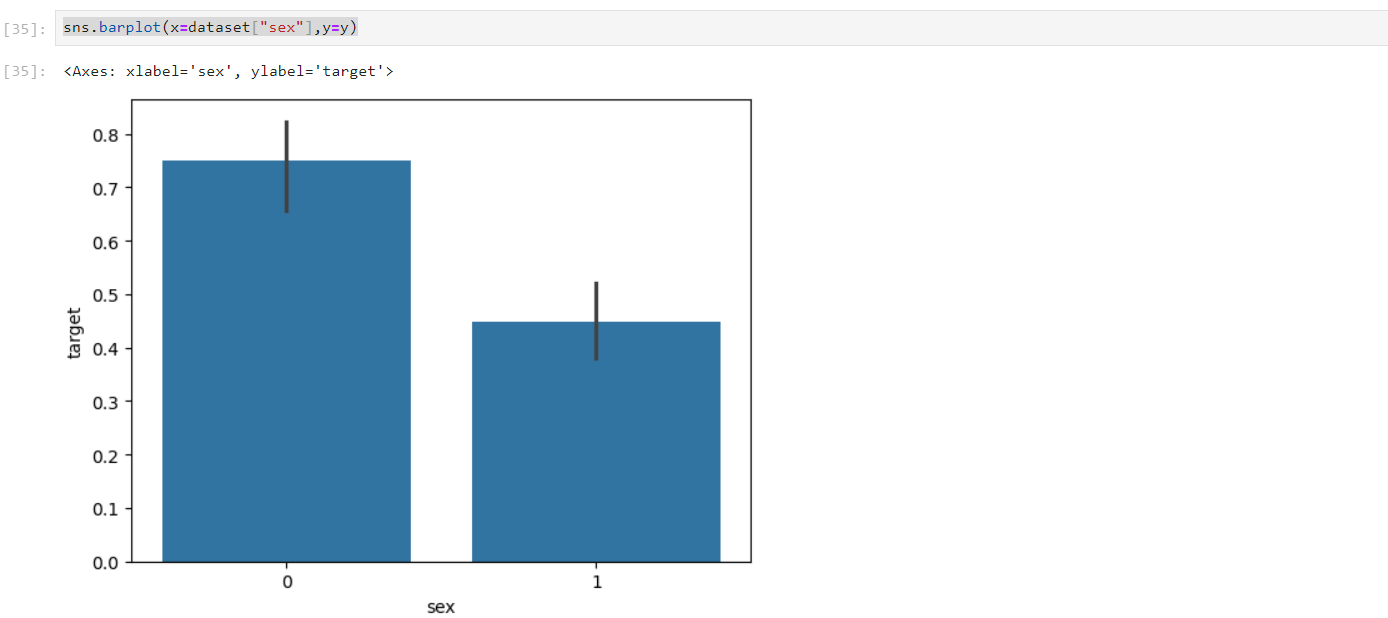 [35]: sns.barplot(x=dataset["sex"],y=y)
[35]: <Axes: xlabel='sex', ylabel='target'>
0.8
0.7
0.6
0.5
0.4
0.3
0.2
0.1
0.0
target
0 1
sex